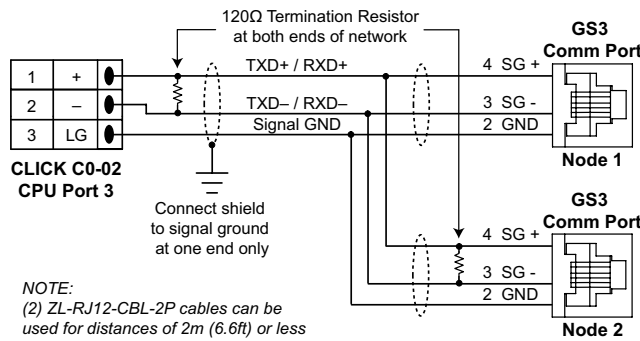 120Ω Termination Resistor
at both ends of network
GS3
Comm Port
1 + TXD+ / RXD+ 4 SG +
2 – TXD– / RXD– 3 SG -
3 LG Signal GND 2 GND
CLICK C0-02
CPU Port 3
Node 1
Connect shield
to signal ground
at one end only
GS3
Comm Port
4 SG +
3 SG -
2 GND
Node 2
NOTE:
(2) ZL-RJ12-CBL-2P cables can be
used for distances of 2m (6.6ft) or less